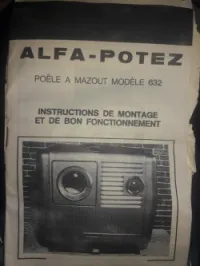 ALFA-POTEZ
POÊLE A MAZOUT MODÈLE 632
INSTRUCTIONS DE MONTAGE
ET DE BON FONCTIONNEMENT